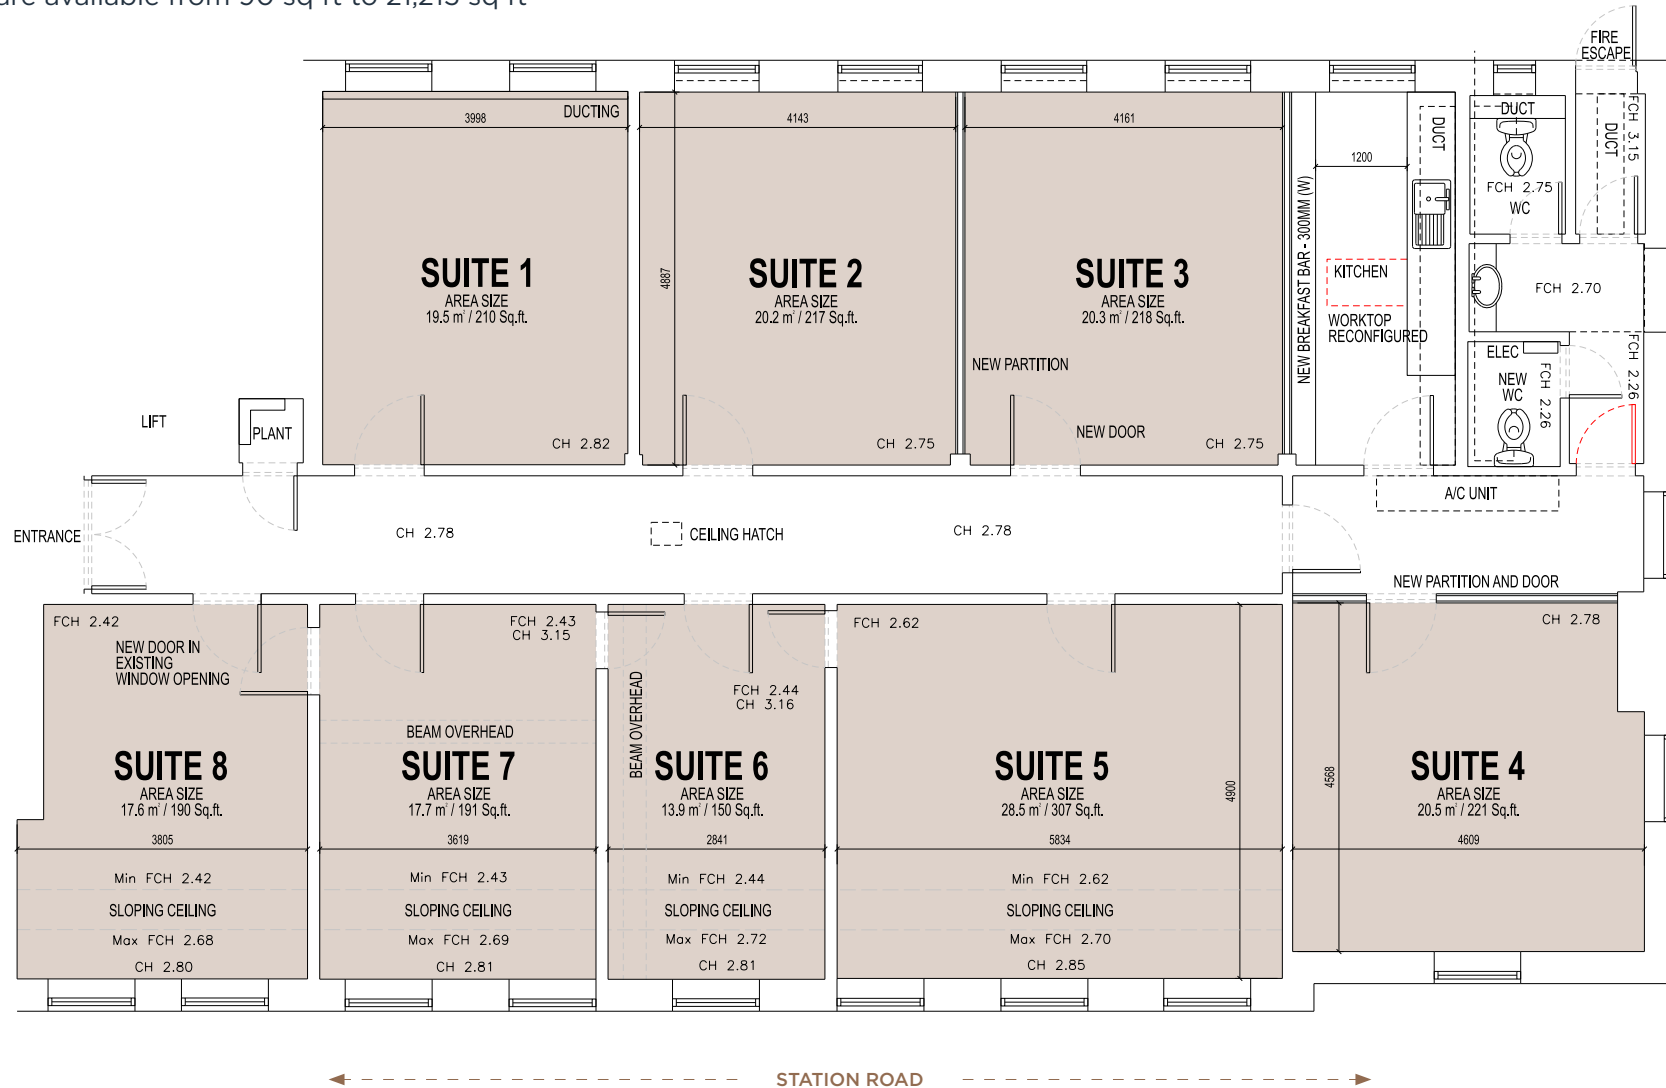 are available from 90 sq ft to 21,215 sq ft
FIRE
ESCAPE
DUCTING
3998
4143
4161
DUCT
DUCT
FCH 3.15
DUCT
1200
FCH 2.75
WC
NEW BREAKFAST BAR - 300MM (W)
4887
SUITE 1
AREA SIZE
19.5 m² / 210 Sq.ft.
SUITE 2
AREA SIZE
20.2 m² / 217 Sq.ft.
SUITE 3
AREA SIZE
20.3 m² / 218 Sq.ft.
KITCHEN
WORKTOP
RECONFIGURED
FCH 2.70
NEW PARTITION
ELEC
NEW
WC
FCH 2.26
FCH 2.26
LIFT
PLANT
CH 2.82
CH 2.75
NEW DOOR
CH 2.75
A/C UNIT
ENTRANCE
CH 2.78
CEILING HATCH
CH 2.78
NEW PARTITION AND DOOR
FCH 2.42
NEW DOOR IN
EXISTING
WINDOW OPENING
FCH 2.43
CH 3.15
FCH 2.62
CH 2.78
BEAM OVERHEAD
FCH 2.44
CH 3.16
BEAM OVERHEAD
SUITE 8
AREA SIZE
17.6 m² / 190 Sq.ft.
3805
SUITE 7
AREA SIZE
17.7 m² / 191 Sq.ft.
3619
SUITE 6
AREA SIZE
13.9 m² / 150 Sq.ft.
2841
SUITE 5
AREA SIZE
28.5 m² / 307 Sq.ft.
5834
4900
4568
SUITE 4
AREA SIZE
20.5 m² / 221 Sq.ft.
4609
Min FCH 2.42
SLOPING CEILING
Max FCH 2.68
CH 2.80
Min FCH 2.43
SLOPING CEILING
Max FCH 2.69
CH 2.81
Min FCH 2.44
SLOPING CEILING
Max FCH 2.72
CH 2.81
Min FCH 2.62
SLOPING CEILING
Max FCH 2.70
CH 2.85
STATION ROAD